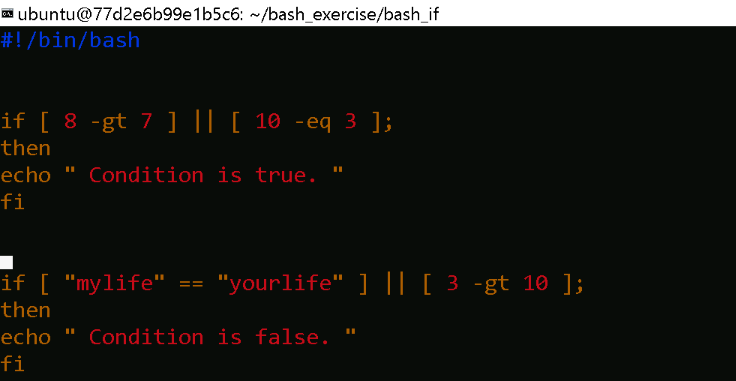 ubuntu@77d2e6b99e1b5c6: ~/bash_exercise/bash_if
#!/bin/bash
if [ 8 -gt 7 ] || [ 10 -eq 3 ];
then
echo " Condition is true. "
fi
if [ "mylife" == "yourlife" ] || [ 3 -gt 10 ];
then
echo " Condition is false. "
fi